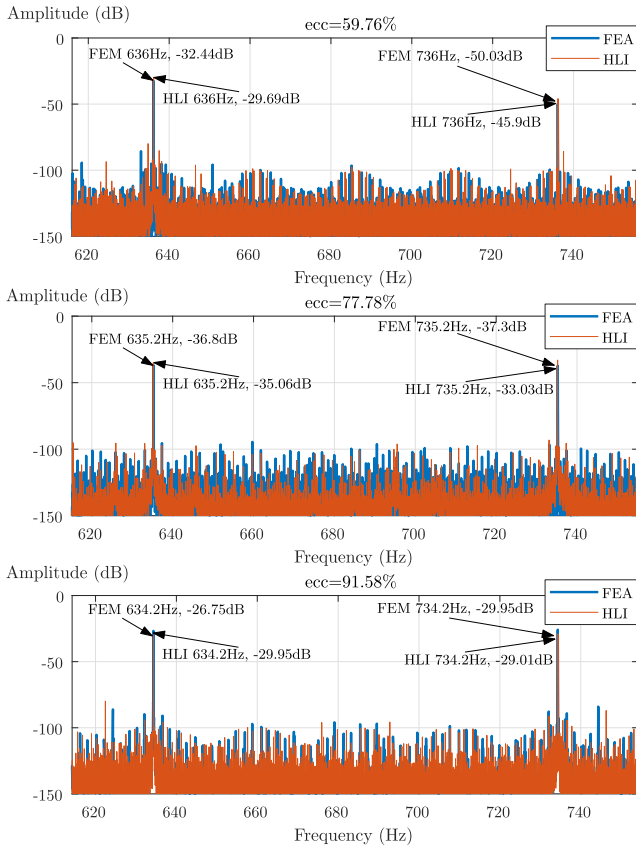 Amplitude (dB)
ecc=59.76%
FEA
HLI
FEM 636Hz, -32.44dB
HLI 636Hz, -29.69dB
FEM 736Hz, -50.03dB
HLI 736Hz, -45.9dB
0
-50
-100
-150
620 640 660 680 700 720 740
Frequency (Hz)
Amplitude (dB)
ecc=77.78%
FEA
HLI
FEM 635.2Hz, -36.8dB
HLI 635.2Hz, -35.06dB
FEM 735.2Hz, -37.3dB
HLI 735.2Hz, -33.03dB
0
-50
-100
-150
620 640 660 680 700 720 740
Frequency (Hz)
Amplitude (dB)
ecc=91.58%
FEA
HLI
FEM 634.2Hz, -26.75dB
HLI 634.2Hz, -29.95dB
FEM 734.2Hz, -29.95dB
HLI 734.2Hz, -29.01dB
0
-50
-100
-150
620 640 660 680 700 720 740
Frequency (Hz)